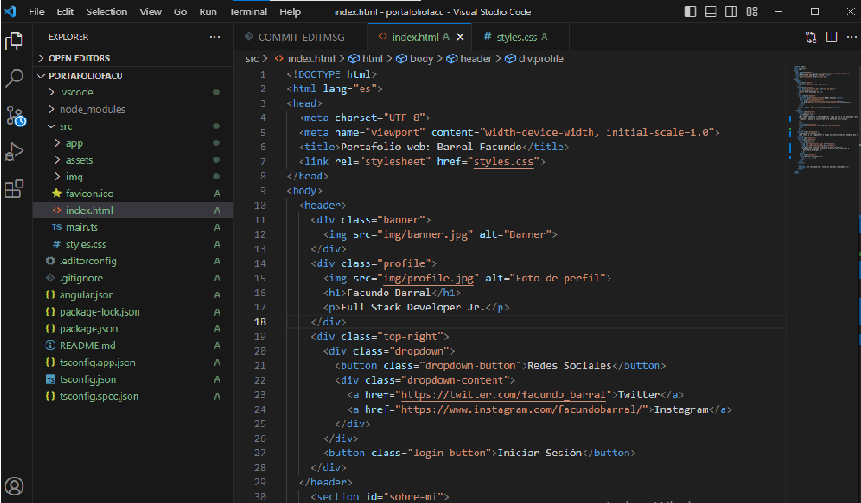 File Edit Selection View Go Run Terminal Help
index.html - portafoliofacu - Visual Studio Code
EXPLORER
OPEN EDITORS
PORTAFOLIOFACU
.vscode
node_modules
src
app
assets
img
favicon.ico A
index.html A
main.ts A
styles.css A
.editorconfig A
.gitignore A
angular.json A
package-lock.json A
package.json A
README.md A
tsconfig.app.json A
tsconfig.json A
tsconfig.spec.json A
COMMIT_EDITMSG
index.html A
styles.css A
src > index.html > html > body > header > div.profile
1 <!DOCTYPE html>
2 <html lang="es">
3 <head>
4 <meta charset="UTF-8">
5 <meta name="viewport" content="width=device-width, initial-scale=1.0">
6 <title>Portafolio web: Barral Facundo</title>
7 <link rel="stylesheet" href="styles.css">
8 </head>
9 <body>
10 <header>
11 <div class="banner">
12 <img src="img/banner.jpg" alt="Banner">
13 </div>
14 <div class="profile">
15 <img src="img/profile.jpg" alt="Foto de perfil">
16 <h1>Facundo Barral</h1>
17 <p>Full Stack Developer Jr.</p>
18 </div>
19 <div class="top-right">
20 <div class="dropdown">
21 <button class="dropdown-button">Redes Sociales</button>
22 <div class="dropdown-content">
23 <a href="https://twitter.com/facundo_barral">Twitter</a>
24 <a href="https://www.instagram.com/facundobarral/">Instagram</a>
25 </div>
26 </div>
27 <button class="login-button">Iniciar Sesión</button>
28 </div>
29 </header>
30 <section id="sobre-mi">